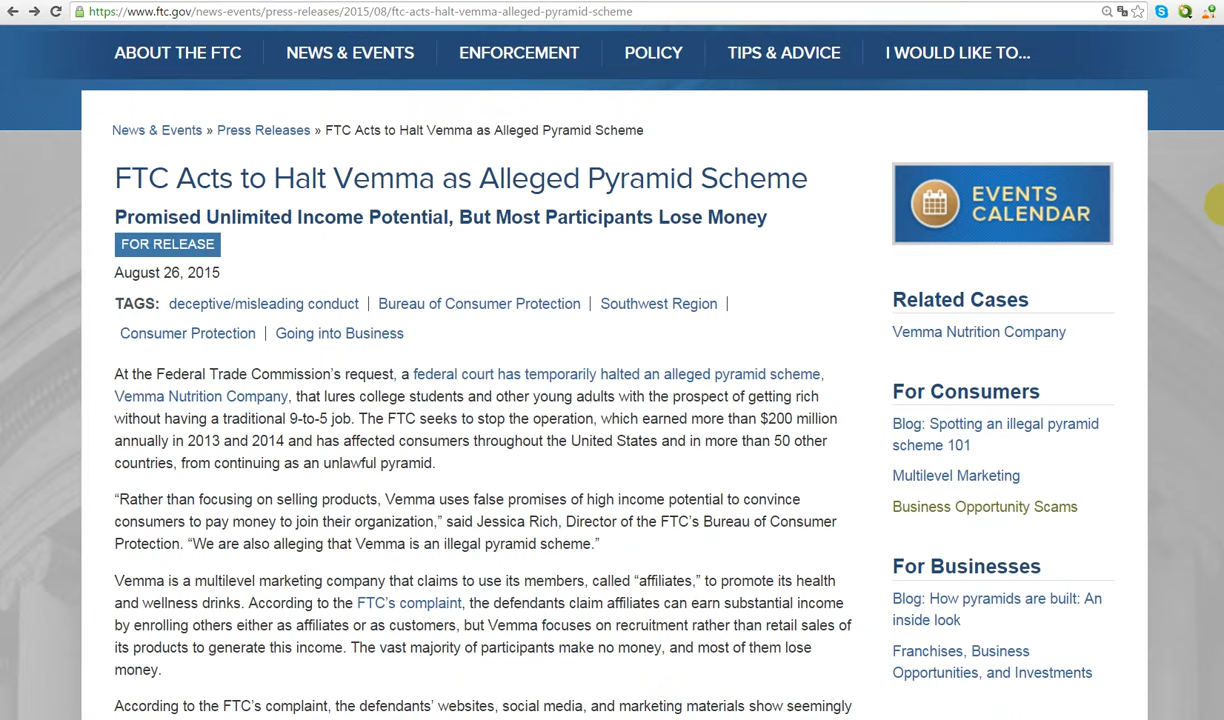 https://www.ftc.gov/news-events/press-releases/2015/08/ftc-acts-halt-vemma-alleged-pyramid-scheme
ABOUT THE FTC NEWS & EVENTS ENFORCEMENT POLICY TIPS & ADVICE I WOULD LIKE TO...
News & Events » Press Releases » FTC Acts to Halt Vemma as Alleged Pyramid Scheme
FTC Acts to Halt Vemma as Alleged Pyramid Scheme
Promised Unlimited Income Potential, But Most Participants Lose Money
FOR RELEASE
August 26, 2015
TAGS: deceptive/misleading conduct | Bureau of Consumer Protection | Southwest Region |
Consumer Protection | Going into Business
At the Federal Trade Commission’s request, a federal court has temporarily halted an alleged pyramid scheme,
Vemma Nutrition Company, that lures college students and other young adults with the prospect of getting rich
without having a traditional 9-to-5 job. The FTC seeks to stop the operation, which earned more than $200 million
annually in 2013 and 2014 and has affected consumers throughout the United States and in more than 50 other
countries, from continuing as an unlawful pyramid.
“Rather than focusing on selling products, Vemma uses false promises of high income potential to convince
consumers to pay money to join their organization,” said Jessica Rich, Director of the FTC’s Bureau of Consumer
Protection. “We are also alleging that Vemma is an illegal pyramid scheme.”
Vemma is a multilevel marketing company that claims to use its members, called “affiliates,” to promote its health
and wellness drinks. According to the FTC’s complaint, the defendants claim affiliates can earn substantial income
by enrolling others either as affiliates or as customers, but Vemma focuses on recruitment rather than retail sales of
its products to generate this income. The vast majority of participants make no money, and most of them lose
money.
According to the FTC’s complaint, the defendants’ websites, social media, and marketing materials show seemingly
EVENTS
CALENDAR
Related Cases
Vemma Nutrition Company
For Consumers
Blog: Spotting an illegal pyramid
scheme 101
Multilevel Marketing
Business Opportunity Scams
For Businesses
Blog: How pyramids are built: An
inside look
Franchises, Business
Opportunities, and Investments